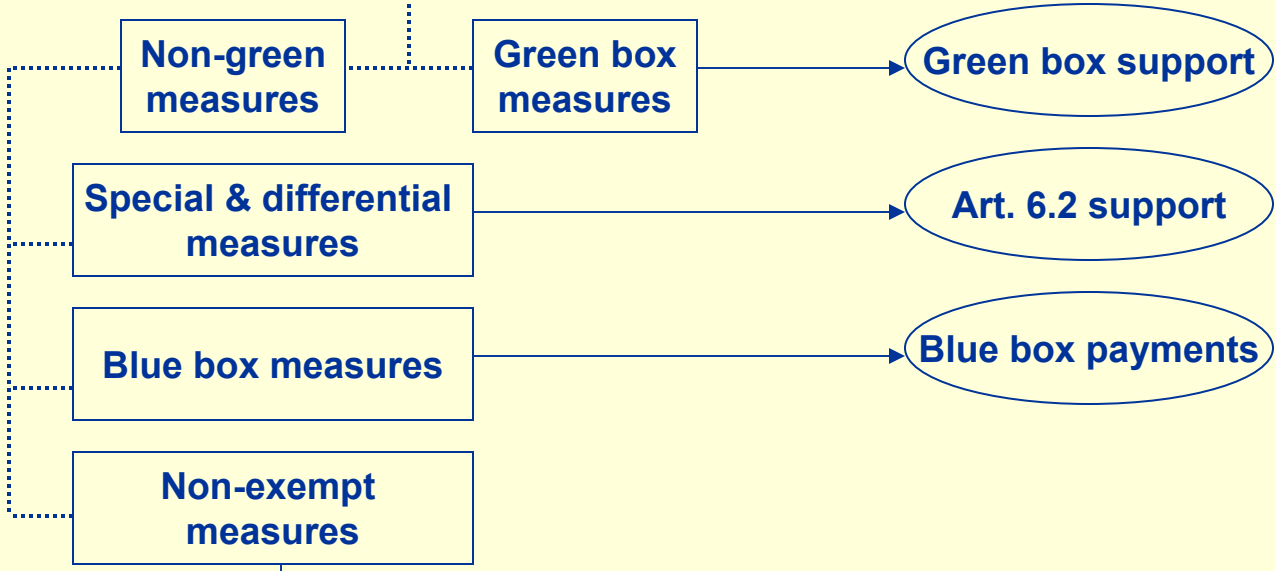 Non-green
measures
Green box
measures
Green box support
Special & differential
measures
Art. 6.2 support
Blue box measures
Blue box payments
Non-exempt
measures